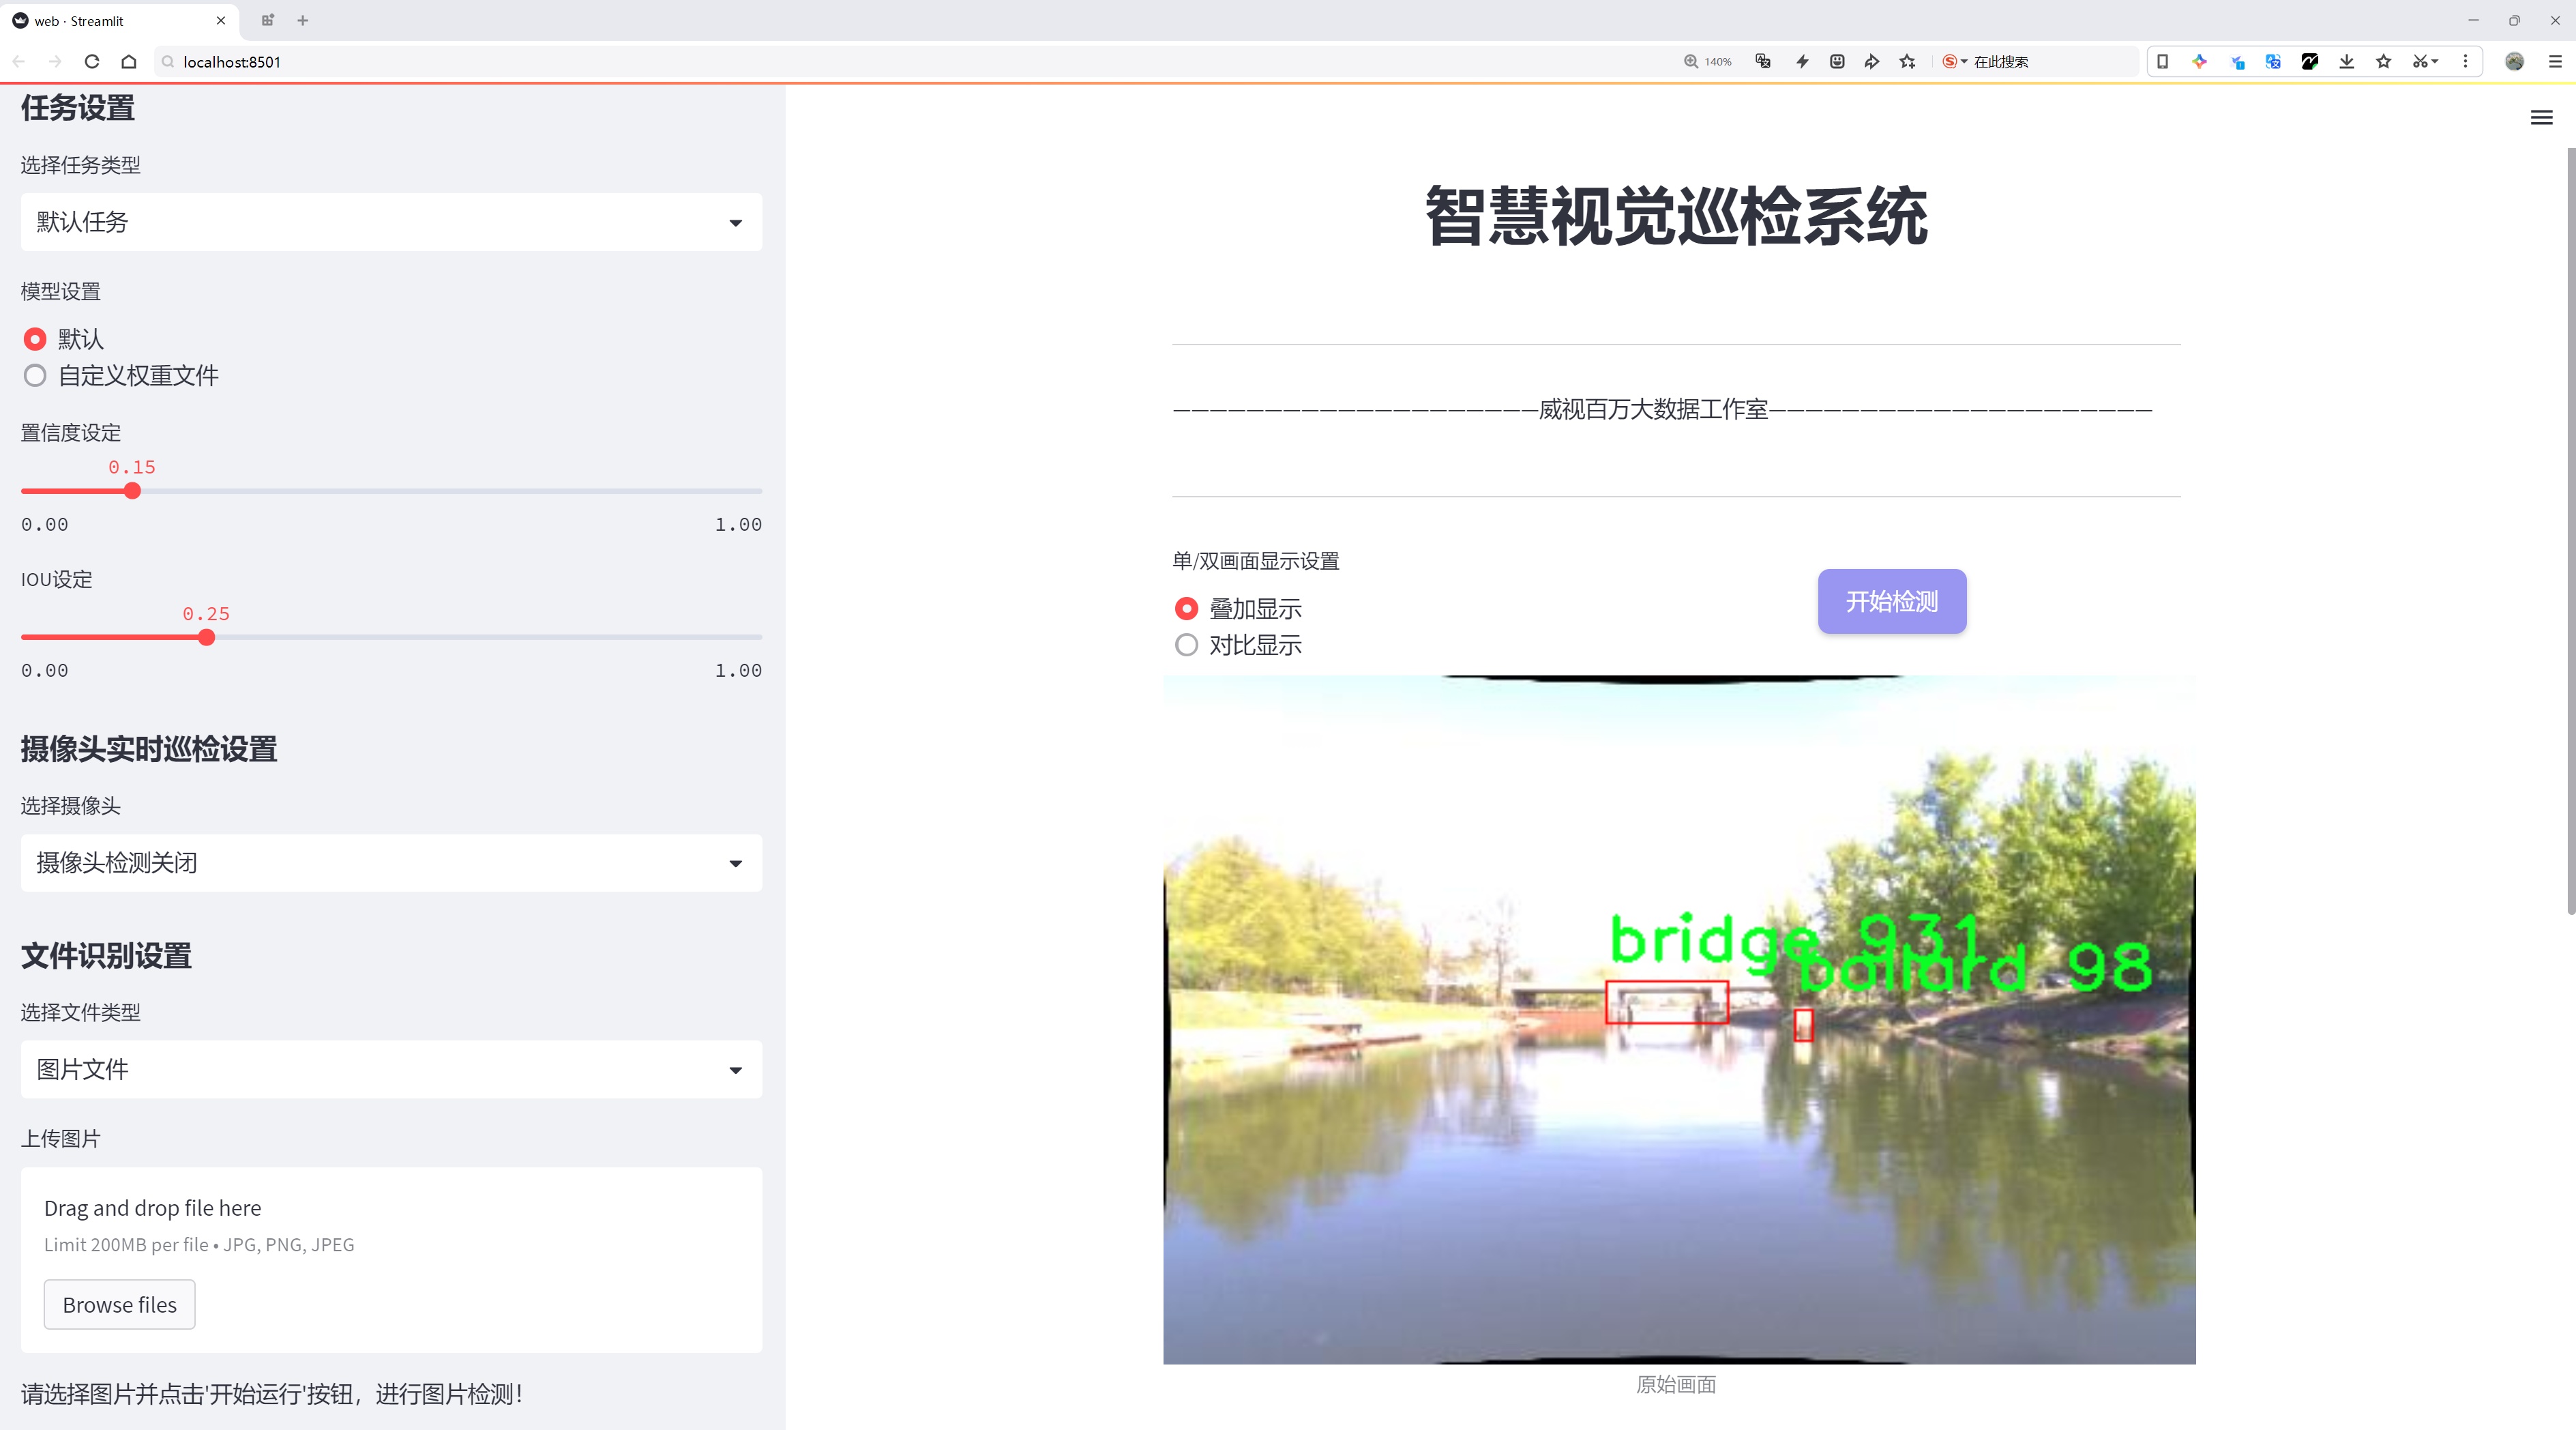 web · Streamlit
localhost:8501
140%
在此搜索
任务设置
选择任务类型
默认任务
模型设置
默认
自定义权重文件
置信度设定
0.15
0.00
1.00
IOU设定
0.25
0.00
1.00
摄像头实时巡检设置
选择摄像头
摄像头检测关闭
文件识别设置
选择文件类型
图片文件
上传图片
Drag and drop file here
Limit 200MB per file • JPG, PNG, JPEG
Browse files
请选择图片并点击'开始运行'按钮，进行图片检测！
智慧视觉巡检系统
—————————————————————威视百万大数据工作室—————————————————————
单/双画面显示设置
叠加显示
对比显示
开始检测
bridge 931
bollard 98
原始画面